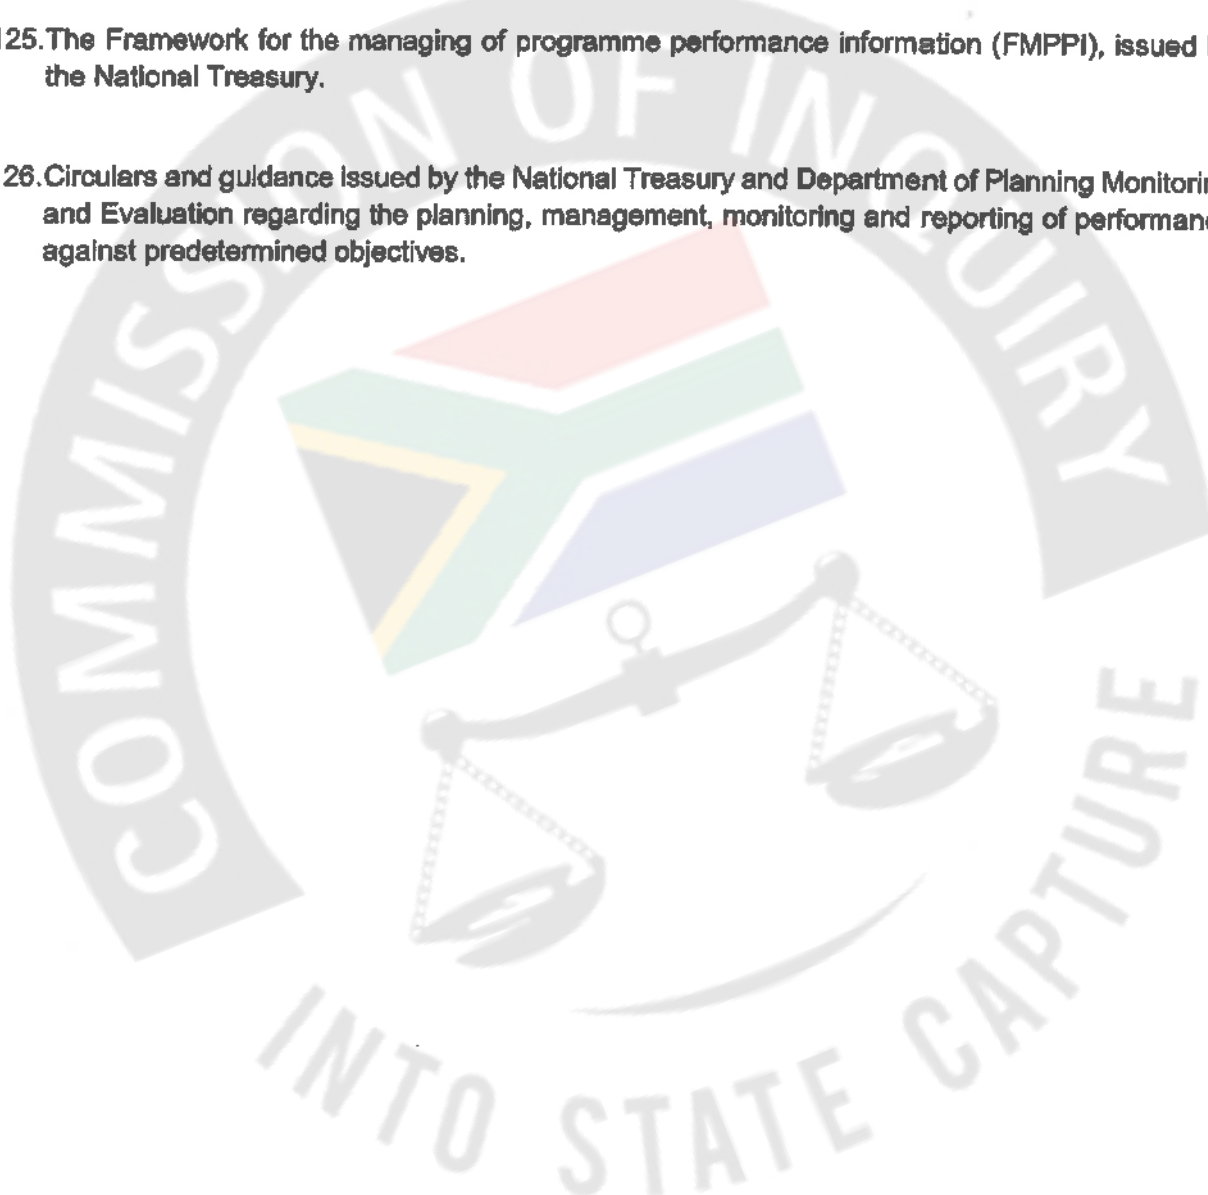 125.The Framework for the managing of programme performance information (FMPPI), issued
the National Treasury.
26.Circulars and guidance issued by the National Treasury and Department of Planning Monitorin
and Evaluation regarding the planning, management, monitoring and reporting of performanc
against predetermined objectives.
COMMISSION OF INQUIRY
INTO STATE CAPTURE